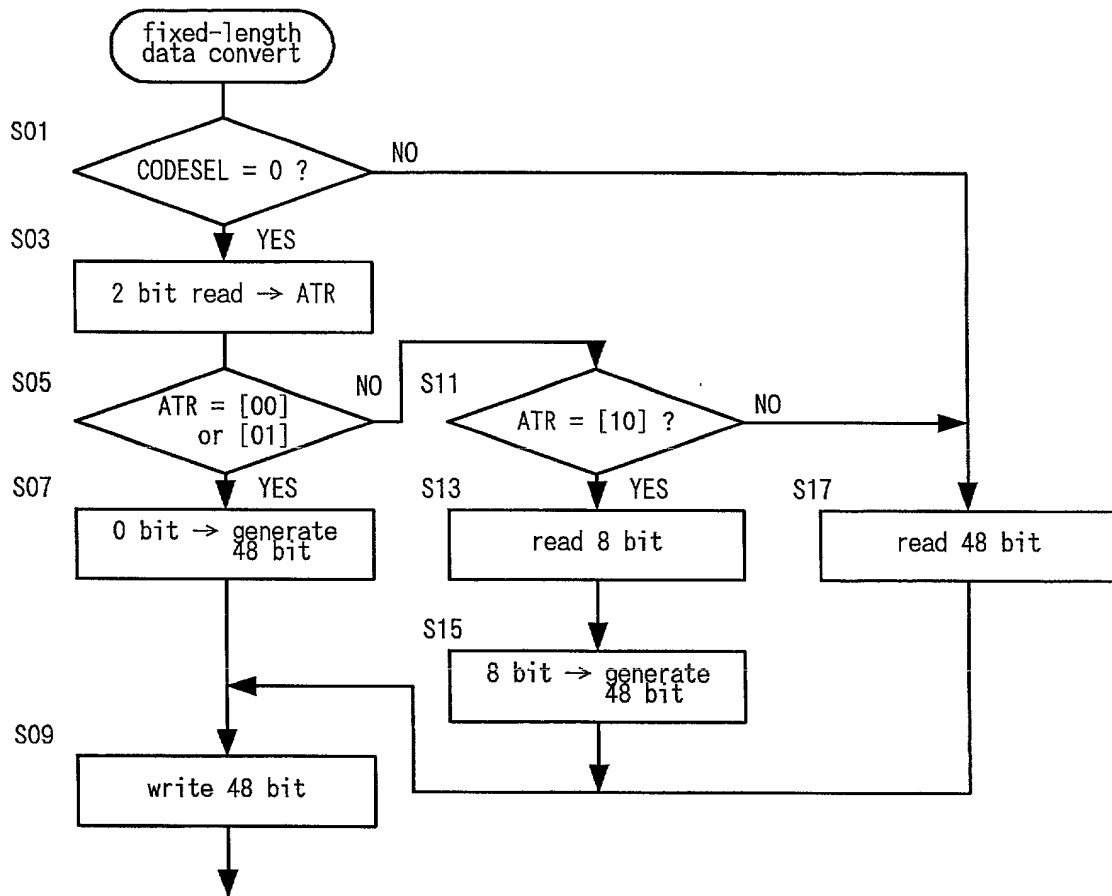 fixed-length
data convert
S01
CODESEL = 0 ?
NO
S03
YES
2 bit read → ATR
S05
ATR = [00]
or [01]
NO
S11
ATR = [10] ?
NO
S07
YES
0 bit → generate
48 bit
S13
YES
read 8 bit
S17
read 48 bit
S15
8 bit → generate
48 bit
S09
write 48 bit